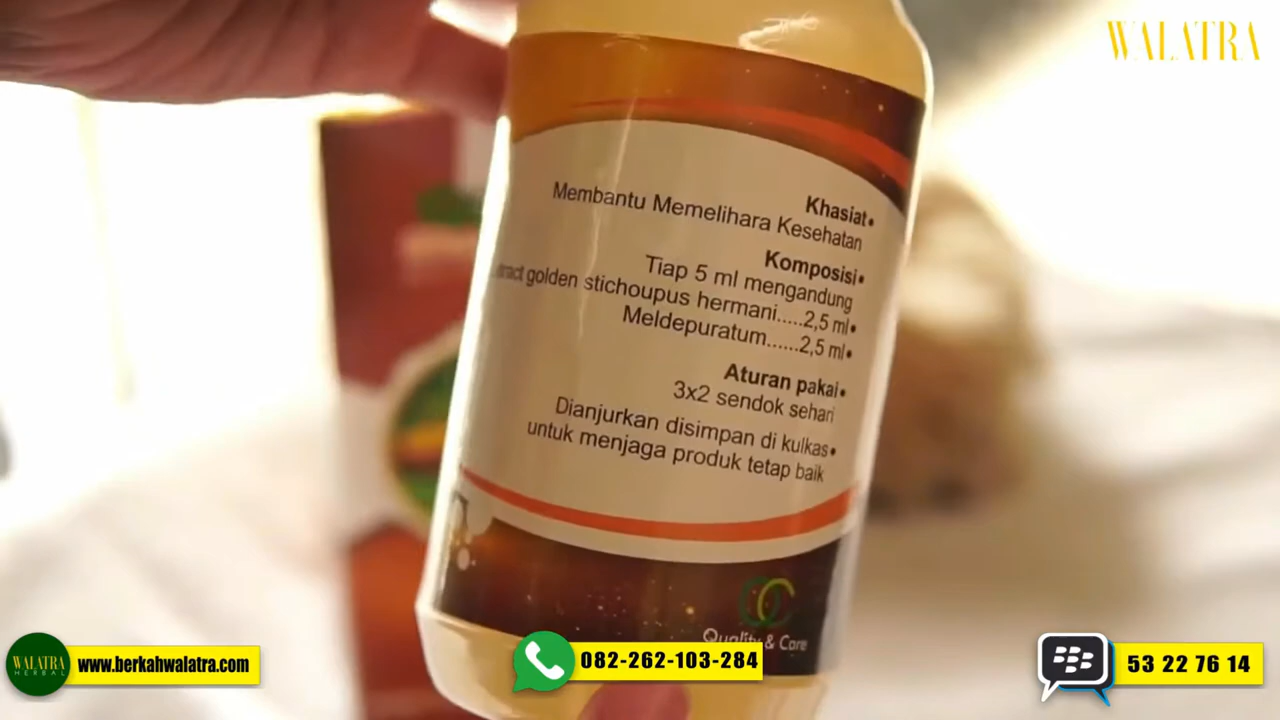 WALATRA
Khasiat•
Membantu Memelihara Kesehatan
Komposisi•
Tiap 5 ml mengandung
golden stichoupus hermani.....2,5 ml•
Meldepuratum......2,5 ml•
Aturan pakai•
3x2 sendok sehari
Dianjurkan disimpan di kulkas•
untuk menjaga produk tetap baik
Quality & Care
WALATRA
HERBAL
www.berkahwalatra.com
082-262-103-284
53 22 76 14